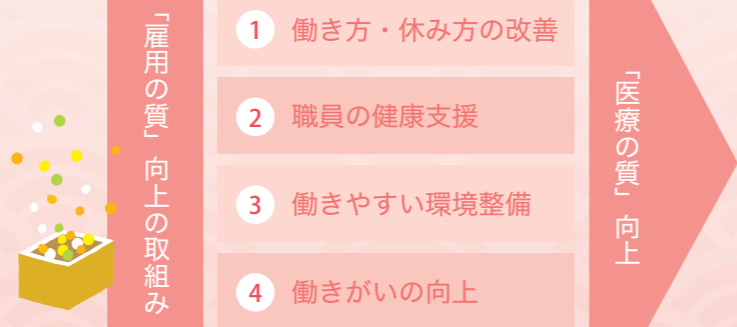 「雇用の質」向上の取組み
1 働き方・休み方の改善
2 職員の健康支援
3 働きやすい環境整備
4 働きがいの向上
「医療の質」向上